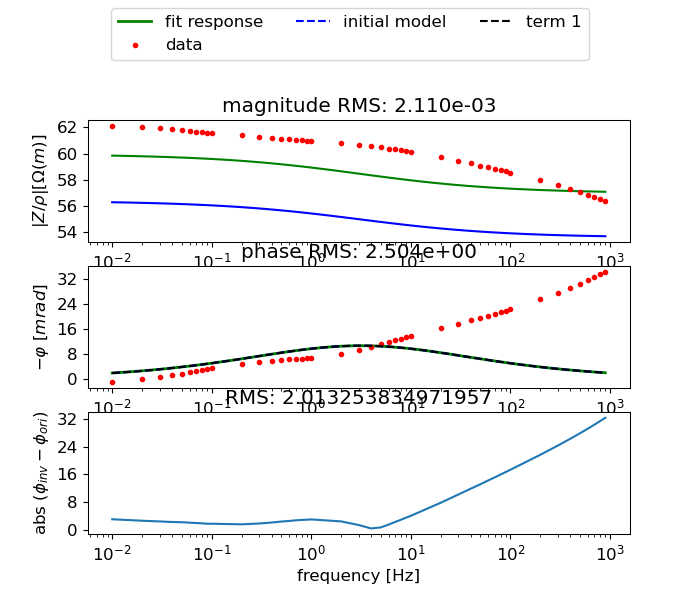 fit response initial model term 1
data
magnitude RMS: 2.110e-03
|Z/ρ|[Ω(m)]
62
60
58
56
54
10⁻² 10⁻¹ 10⁰ 10¹ 10² 10³
phase RMS: 2.504e+00
−φ [mrad]
32
24
16
8
0
10⁻² 10⁻¹ 10⁰ 10¹ 10² 10³
RMS: 2.013253834971957
abs (ϕ_inv − ϕ_ori)
32
24
16
8
0
10⁻² 10⁻¹ 10⁰ 10¹ 10² 10³
frequency [Hz]